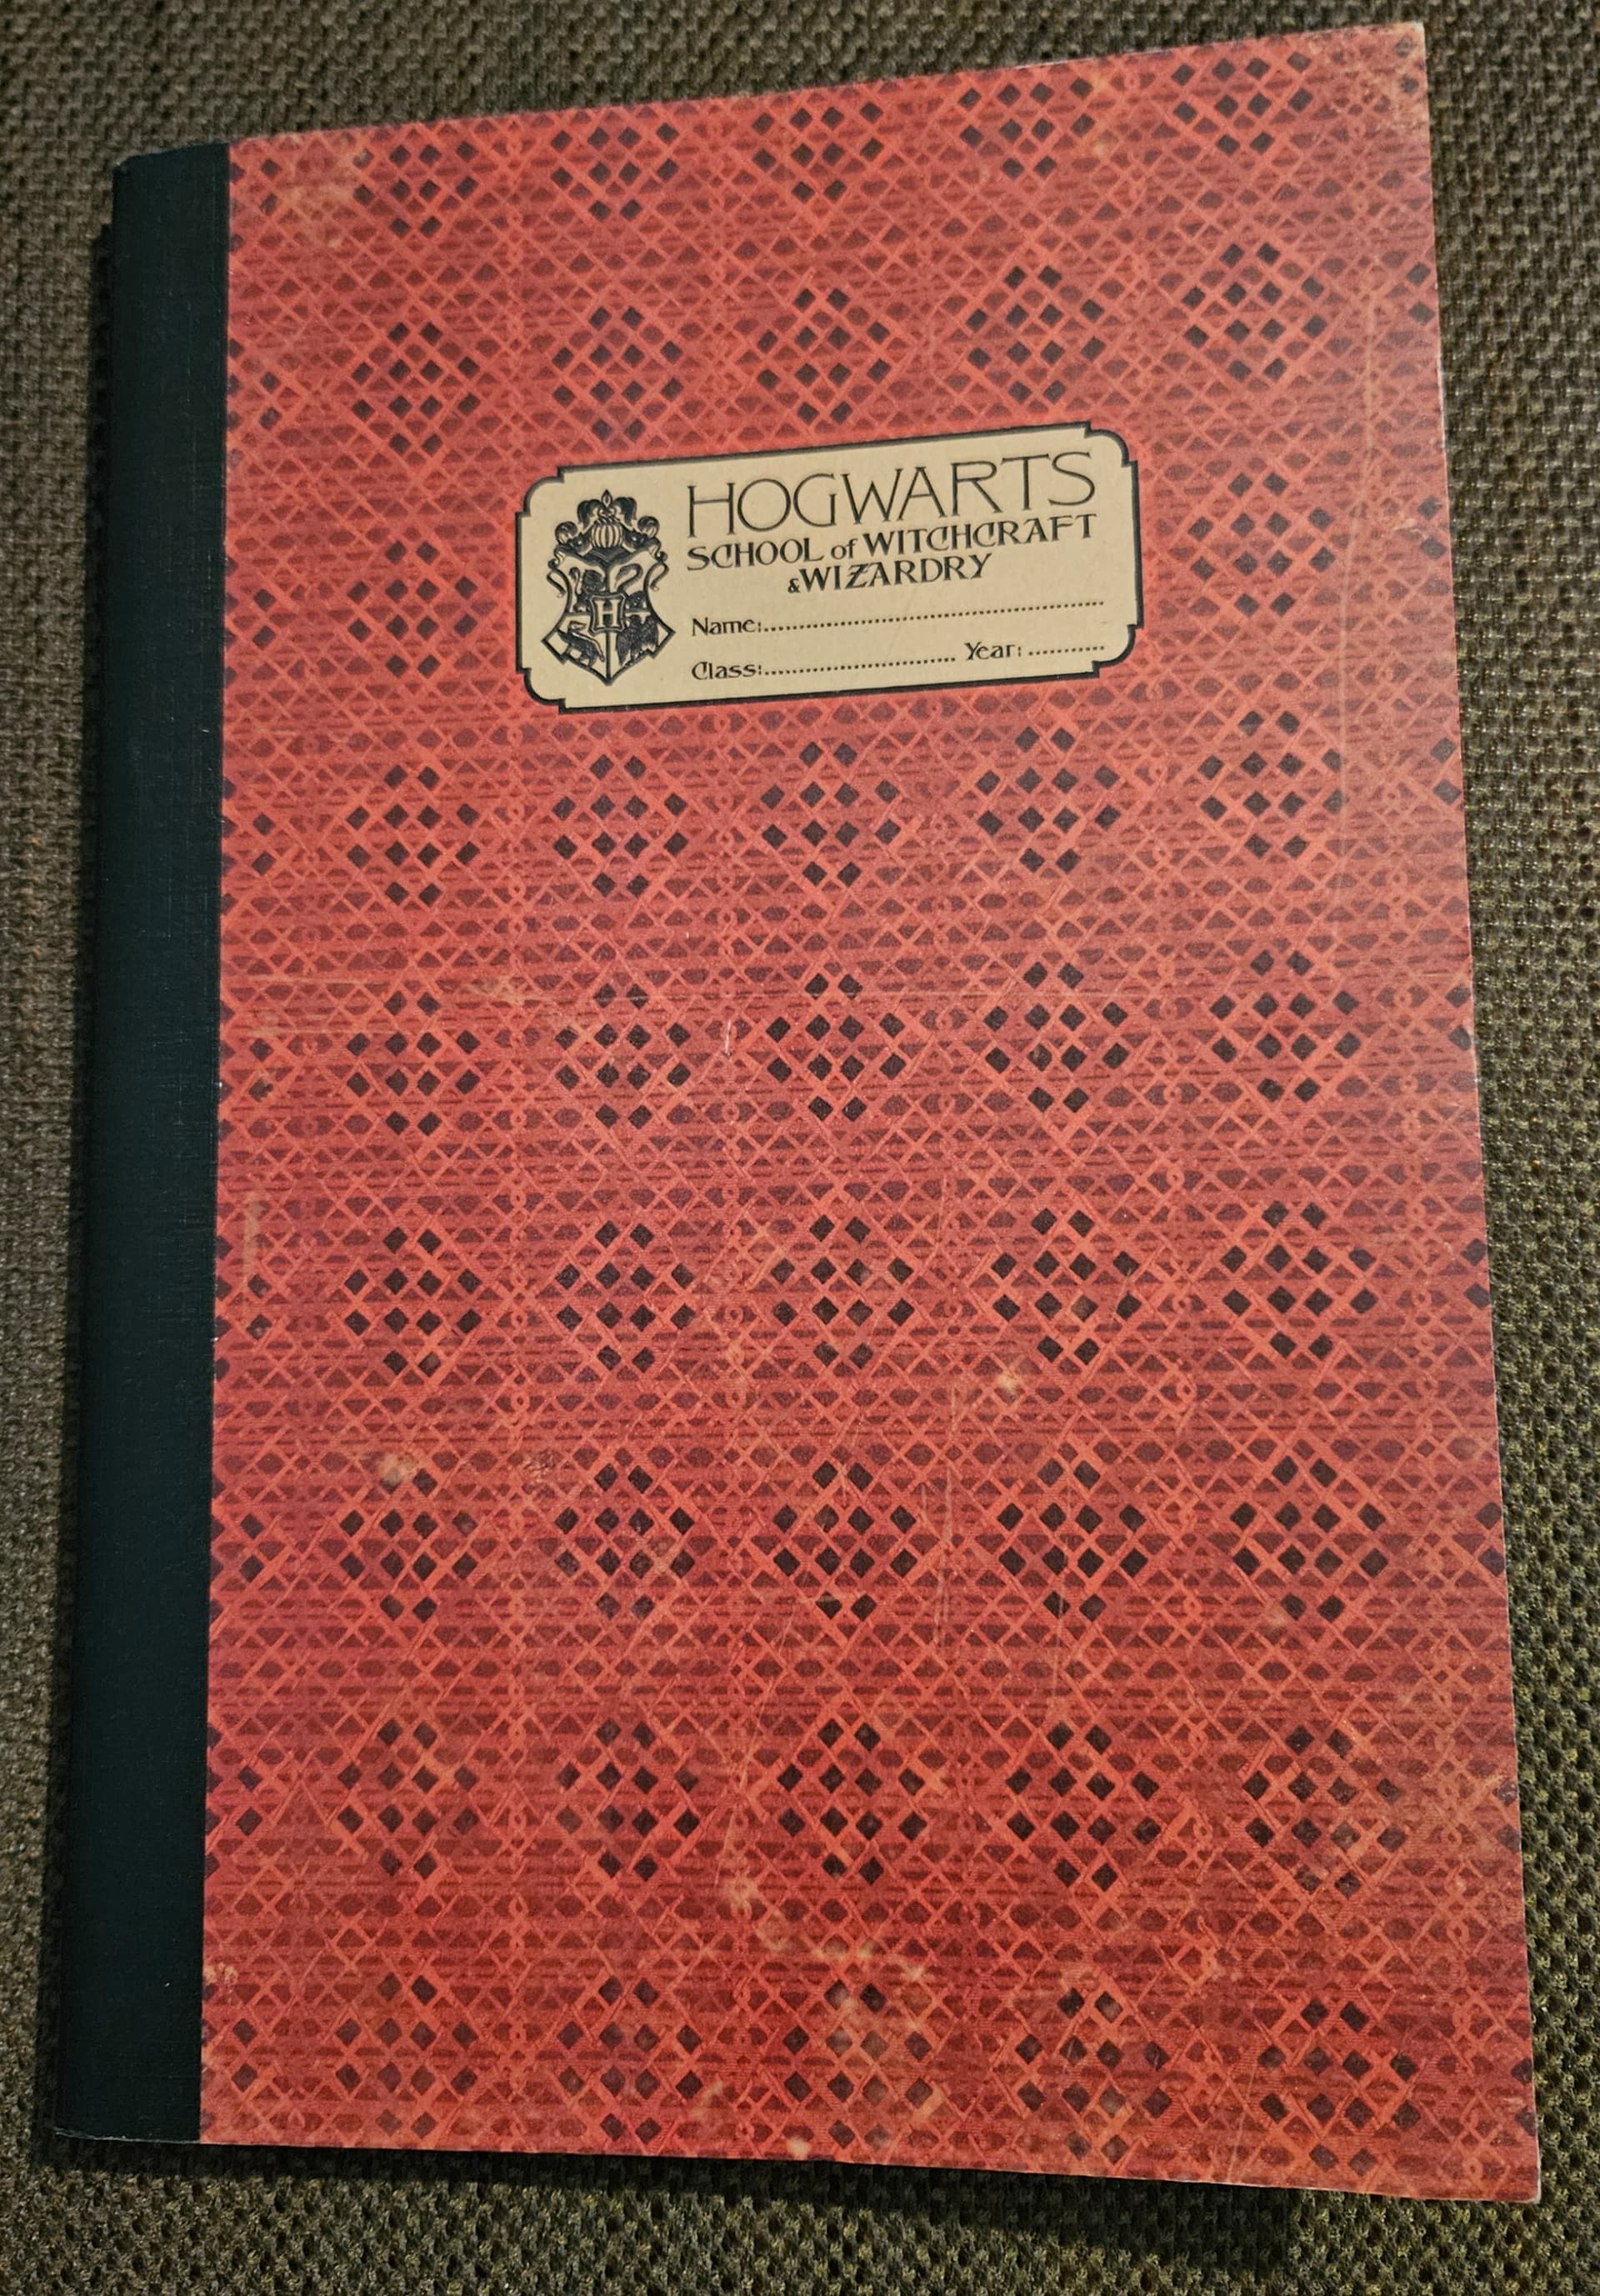 HOGWARTS
SCHOOL of WITCHCRAFT
&WIZARDRY
H
Name:................................................
Class:........................... Year: ...........